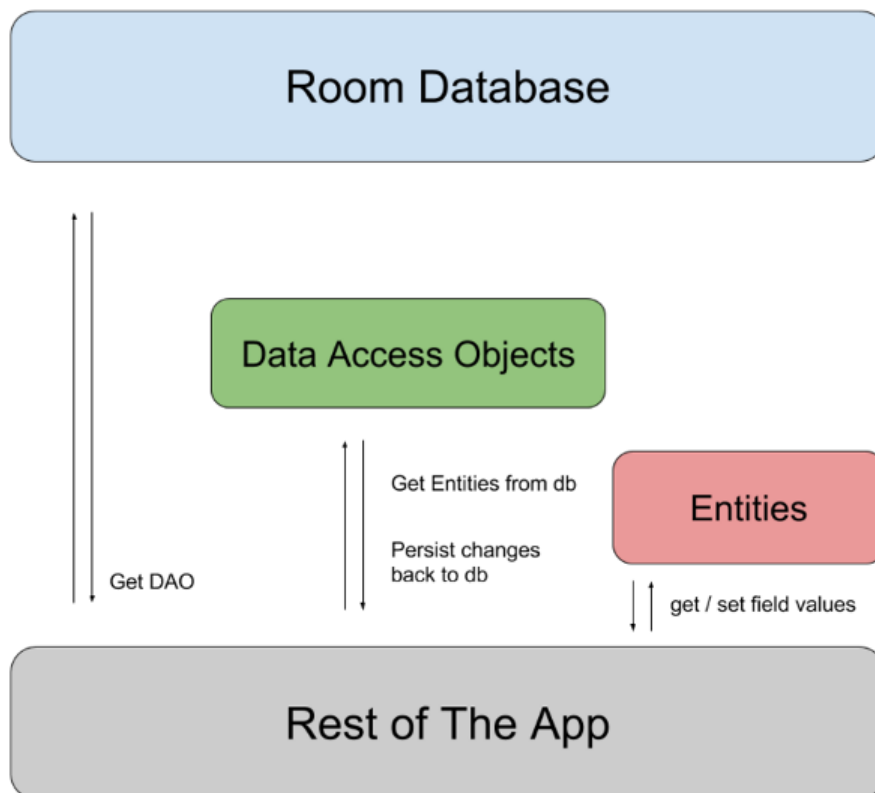 Room Database
Data Access Objects
Get Entities from db
Entities
Persist changes
back to db
Get DAO
get / set field values
Rest of The App